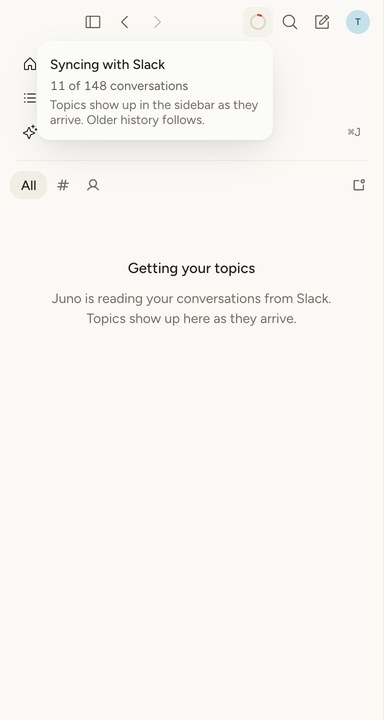 T
Syncing with Slack
11 of 148 conversations
Topics show up in the sidebar as they
arrive. Older history follows.
⌘J
All
Getting your topics
Juno is reading your conversations from Slack.
Topics show up here as they arrive.